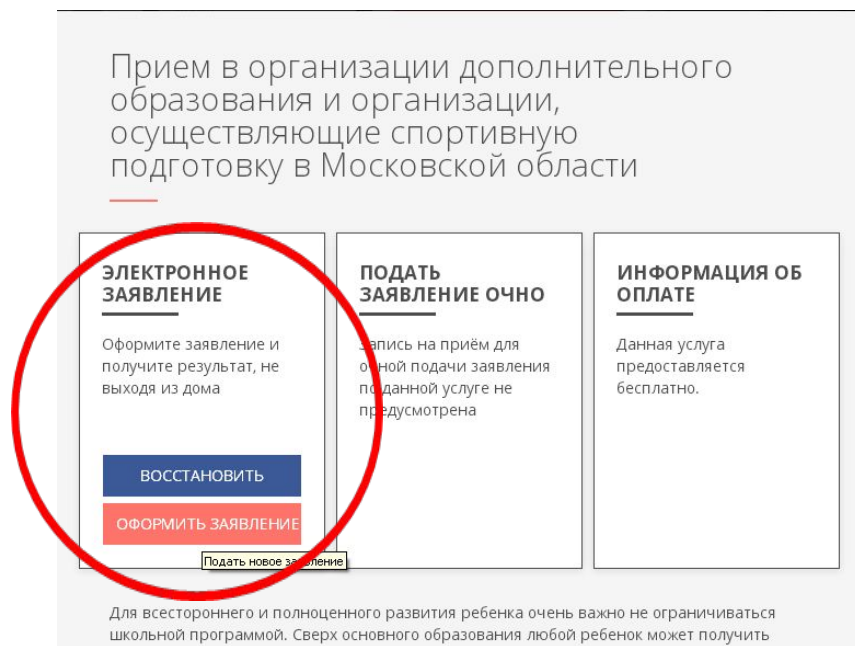 Прием в организации дополнительного
образования и организации,
осуществляющие спортивную
подготовку в Московской области
ЭЛЕКТРОННОЕ
ЗАЯВЛЕНИЕ
Оформите заявление и
получите результат, не
выходя из дома
ВОССТАНОВИТЬ
ОФОРМИТЬ ЗАЯВЛЕНИЕ
Подать новое заявление
ПОДАТЬ
ЗАЯВЛЕНИЕ ОЧНО
Запись на приём для
очной подачи заявления
по данной услуге не
предусмотрена
ИНФОРМАЦИЯ ОБ
ОПЛАТЕ
Данная услуга
предоставляется
бесплатно.
Для всестороннего и полноценного развития ребенка очень важно не ограничиваться
школьной программой. Сверх основного образования любой ребенок может получить